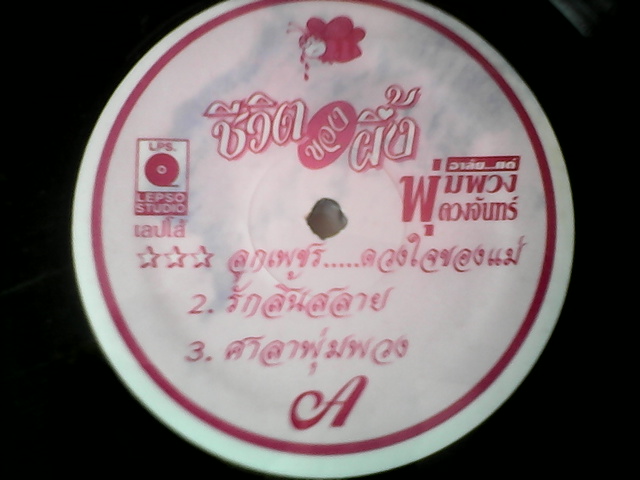 ชีวิตของผึ้ง
LPS.
LEPSO
STUDIO
เลปโส้
อาลัย...แด่
พุ่มพวง
ดวงจันทร์
☆☆☆ ลูกเพชร.....ดวงใจของแม่
2. รักสิ้นสลาย
3. ศาลาพุ่มพวง
A